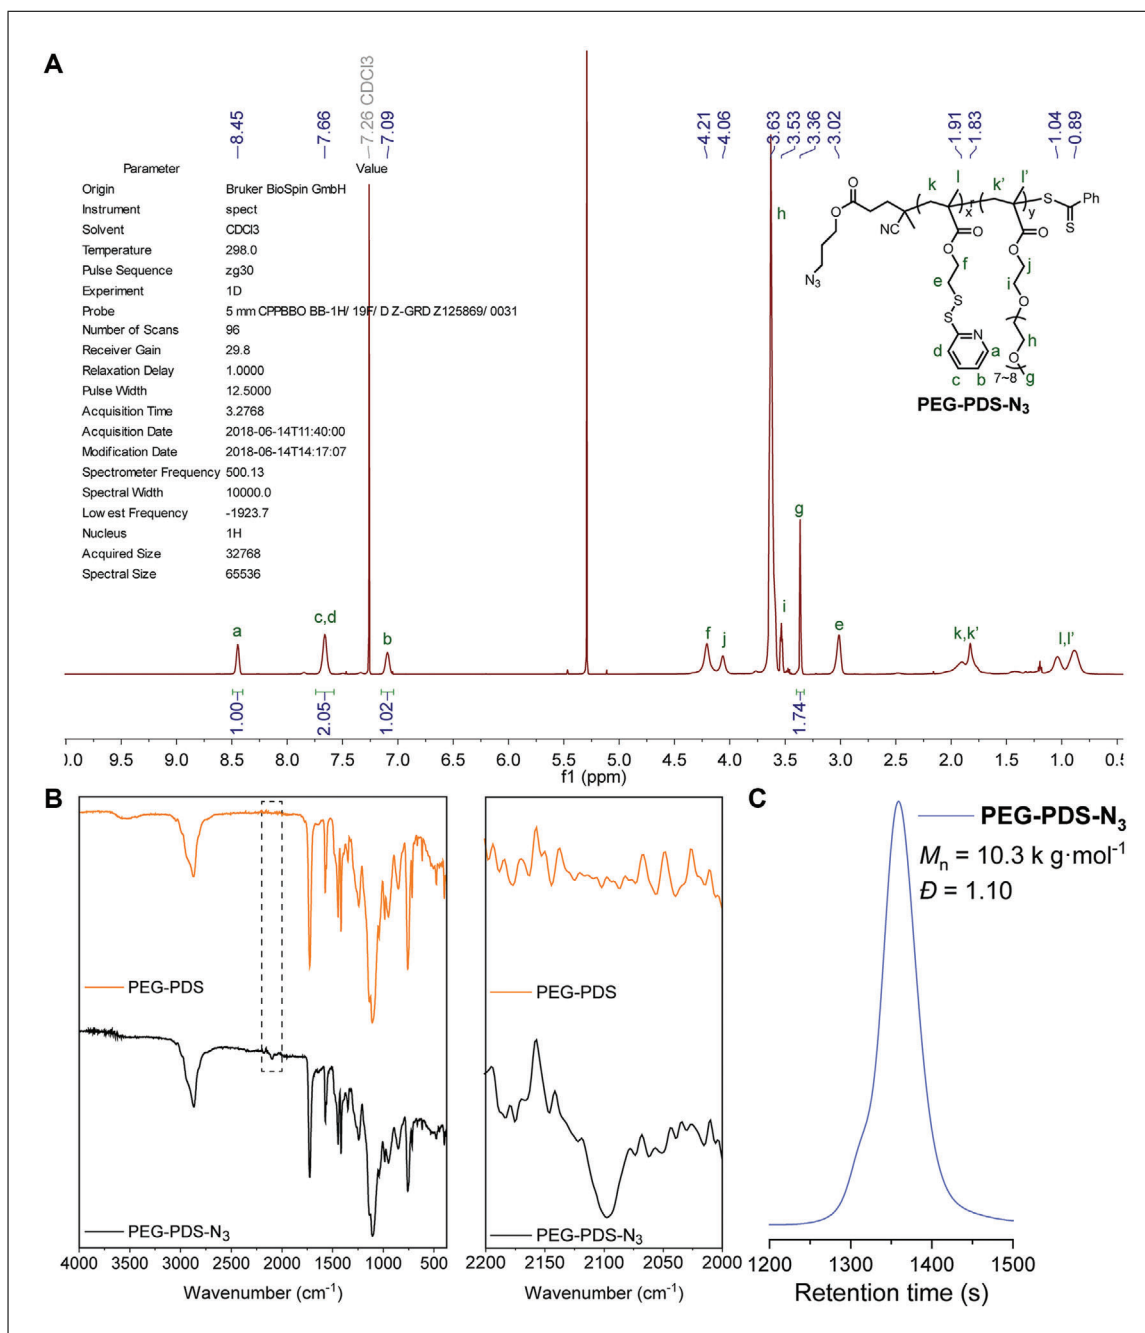 A
8.45
7.66
7.26 CDCl3
7.09
4.21
4.06
3.63
3.53
3.36
3.02
1.91
1.83
1.04
0.89
Parameter Value
Origin Bruker BioSpin GmbH
Instrument spect
Solvent CDCl3
Temperature 298.0
Pulse Sequence zg30
Experiment 1D
Probe 5 mm CPPBBO BB-1H/ 19F/ D Z-GRD Z125869/ 0031
Number of Scans 96
Receiver Gain 29.8
Relaxation Delay 1.0000
Pulse Width 12.5000
Acquisition Time 3.2768
Acquisition Date 2018-06-14T11:40:00
Modification Date 2018-06-14T14:17:07
Spectrometer Frequency 500.13
Spectral Width 10000.0
Lowest Frequency -1923.7
Nucleus 1H
Acquired Size 32768
Spectral Size 65536
k l k' l'
O O NC x r y S S Ph
O O O O
N3 f j
e i
S O
S N h
d a O
c b 7~8 g
PEG-PDS-N3
h
a c,d b f j i g e k,k' l,l'
1.00 2.05 1.02 1.74
0.0 9.5 9.0 8.5 8.0 7.5 7.0 6.5 6.0 5.5 5.0 4.5 4.0 3.5 3.0 2.5 2.0 1.5 1.0 0.5
f1 (ppm)
B
PEG-PDS
PEG-PDS-N3
4000 3500 3000 2500 2000 1500 1000 500
Wavenumber (cm-1)
PEG-PDS
PEG-PDS-N3
2200 2150 2100 2050 2000
Wavenumber (cm-1)
C
PEG-PDS-N3
Mn = 10.3 k g·mol-1
Đ = 1.10
1200 1300 1400 1500
Retention time (s)